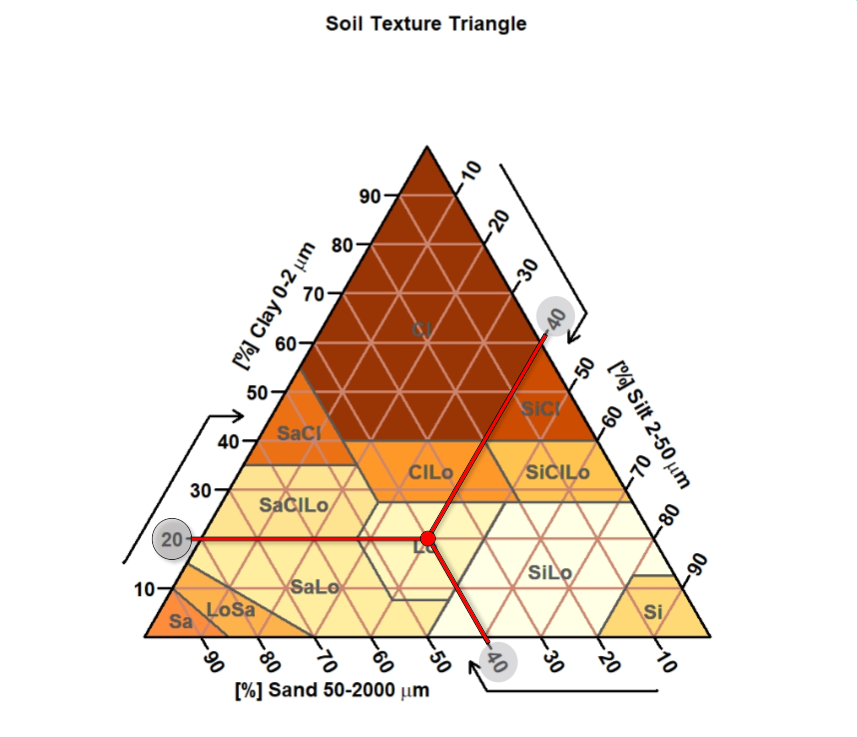 Soil Texture Triangle
10
20
30
40
50
60
70
80
90
[%] Silt 2-50 μm
90
80
70
60
50
40
30
20
10
[%] Clay 0-2 μm
Cl
SiCl
SaCl
ClLo
SiClLo
SaClLo
Lo
SiLo
SaLo
LoSa
Si
Sa
90
80
70
60
50
40
30
20
10
[%] Sand 50-2000 μm